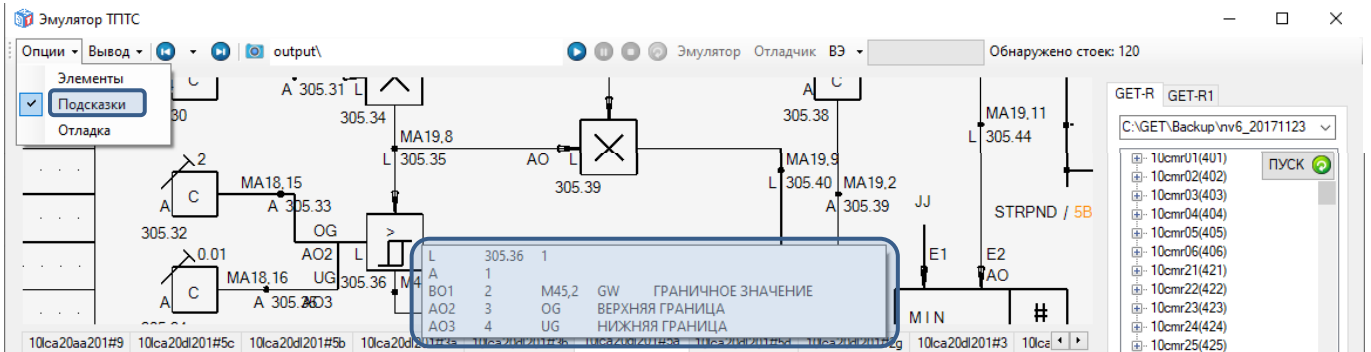 Эмулятор ТПТС
Опции Вывод output\ Эмулятор Отладчик ВЭ Обнаружено стоек: 120
Элементы
Подсказки
Отладка
30
A 305.31 L
305.34
A C
305.38
MA19,8
L 305.35
AO L
305.39
MA19,9
L 305.40
MA19,2
A 305.39
MA19,11
L 305.44
JJ
STRPND / 5B
2
C
A
305.32
MA18,15
A 305.33
OG
AO2 L
>
0.01
C
A
MA18,16
UG
305.36
E1
E2
AO
MIN
#
L 305.36 1
A 1
BO1 2 M45,2 GW ГРАНИЧНОЕ ЗНАЧЕНИЕ
AO2 3 OG ВЕРХНЯЯ ГРАНИЦА
AO3 4 UG НИЖНЯЯ ГРАНИЦА
10lca20aa201#9 10lca20dl201#5c 10lca20dl201#5b 10lca20dl201#3 10lca
GET-R GET-R1
C:\GET\Backup\nv6_20171123
ПУСК
10cmr01(401)
10cmr02(402)
10cmr03(403)
10cmr04(404)
10cmr05(405)
10cmr06(406)
10cmr21(421)
10cmr22(422)
10cmr23(423)
10cmr24(424)
10cmr25(425)